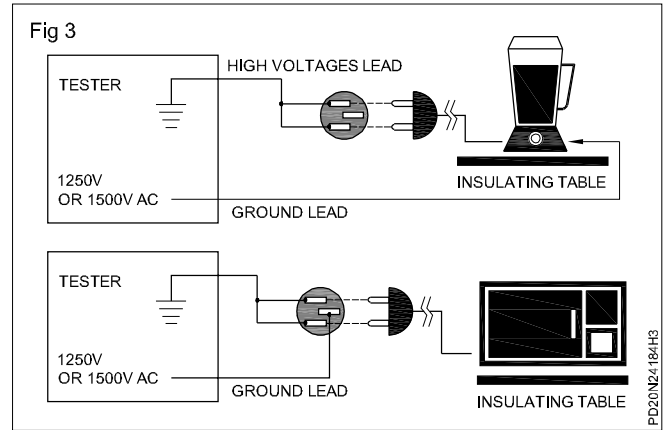 Fig 3
HIGH VOLTAGES LEAD
TESTER
1250V
OR 1500V AC
GROUND LEAD
INSULATING TABLE
TESTER
1250V
OR 1500V AC
GROUND LEAD
INSULATING TABLE
PD20N24184H3